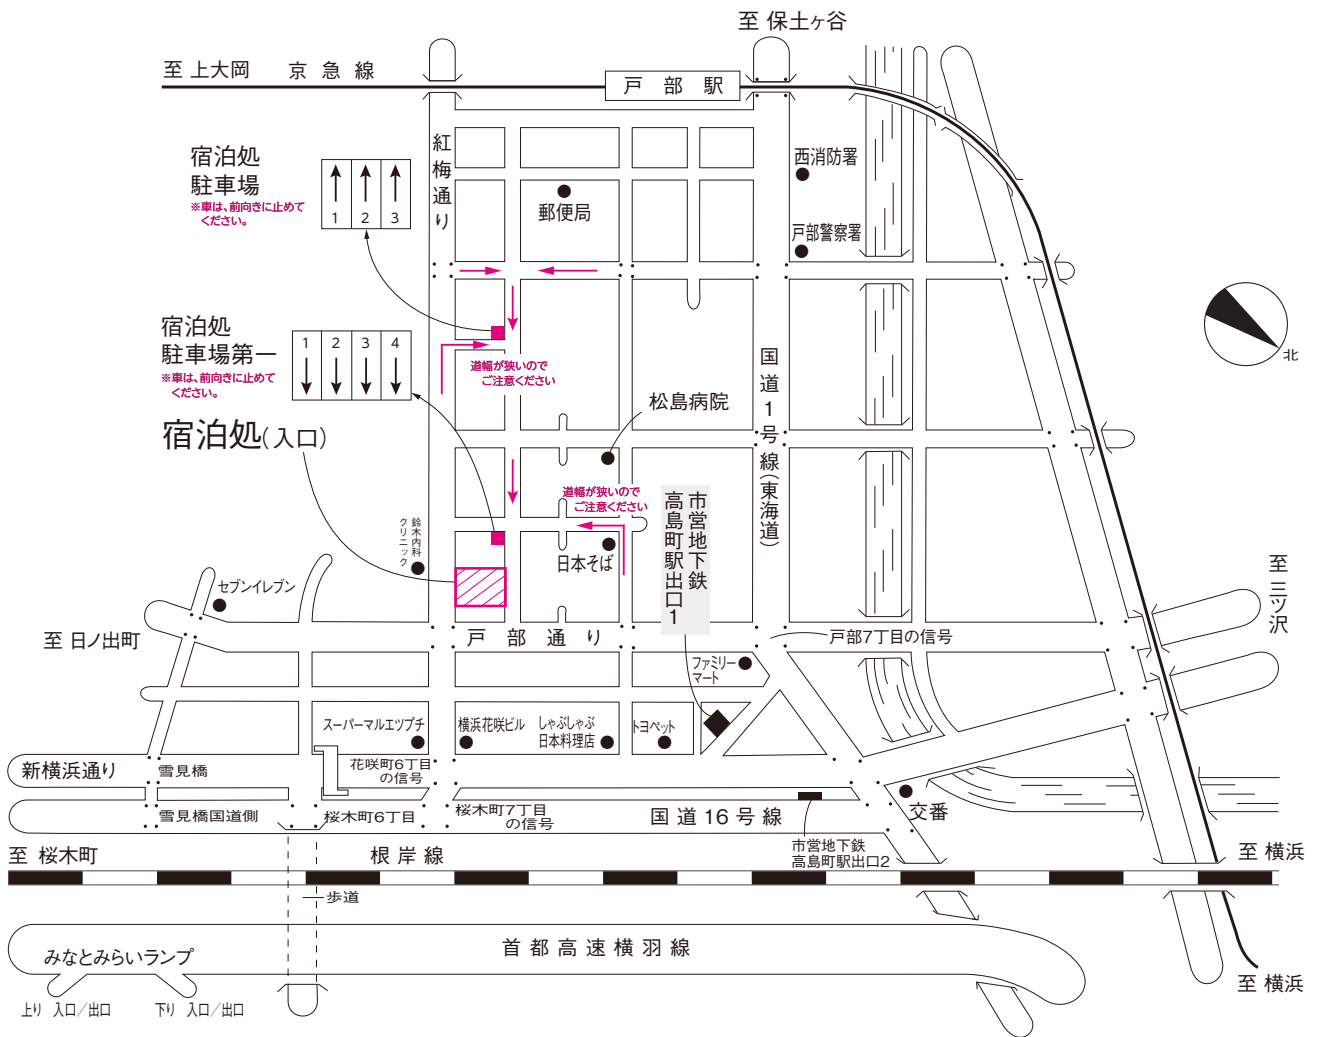 至 保土ヶ谷
至 上大岡
京急線
戸部駅
宿泊処
駐車場
※車は、前向きに止めて
ください。
1 2 3
紅梅通り
郵便局
西消防署
戸部警察署
宿泊処
駐車場第一
※車は、前向きに止めて
ください。
1 2 3 4
道幅が狭いので
ご注意ください
国道1号線(東海道)
北
松島病院
宿泊処(入口)
道幅が狭いので
ご注意ください
市営地下鉄
高島町駅出口1
鈴木内科
クリニック
日本そば
セブンイレブン
至 三ツ沢
至 日ノ出町
戸部通り
戸部7丁目の信号
ファミリー
マート
スーパーマルエツプチ
横浜花咲ビル
しゃぶしゃぶ
日本料理店
トヨペット
新横浜通り
雪見橋
花咲町6丁目
の信号
雪見橋国道側
桜木町6丁目
桜木町7丁目
の信号
国道16号線
交番
市営地下鉄
高島町駅出口2
至 桜木町
根岸線
至 横浜
歩道
みなとみらいランプ
首都高速横羽線
至 横浜
上り 入口/出口
下り 入口/出口